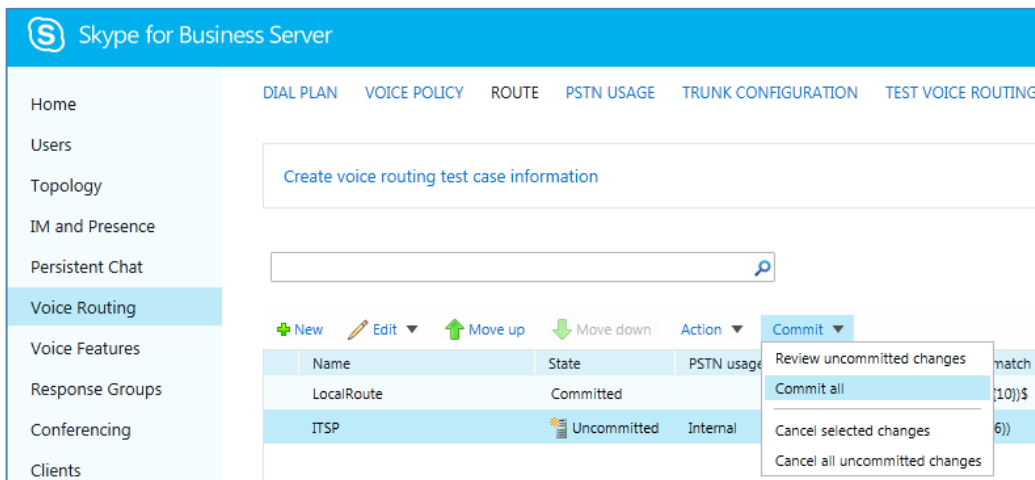 Skype for Business Server
Home
Users
Topology
IM and Presence
Persistent Chat
Voice Routing
Voice Features
Response Groups
Conferencing
Clients
DIAL PLAN VOICE POLICY ROUTE PSTN USAGE TRUNK CONFIGURATION TEST VOICE ROUTING
Create voice routing test case information
New Edit Move up Move down Action Commit
Name State PSTN usage match
LocalRoute Committed {10})$
ITSP Uncommitted Internal 6))
Review uncommitted changes
Commit all
Cancel selected changes
Cancel all uncommitted changes